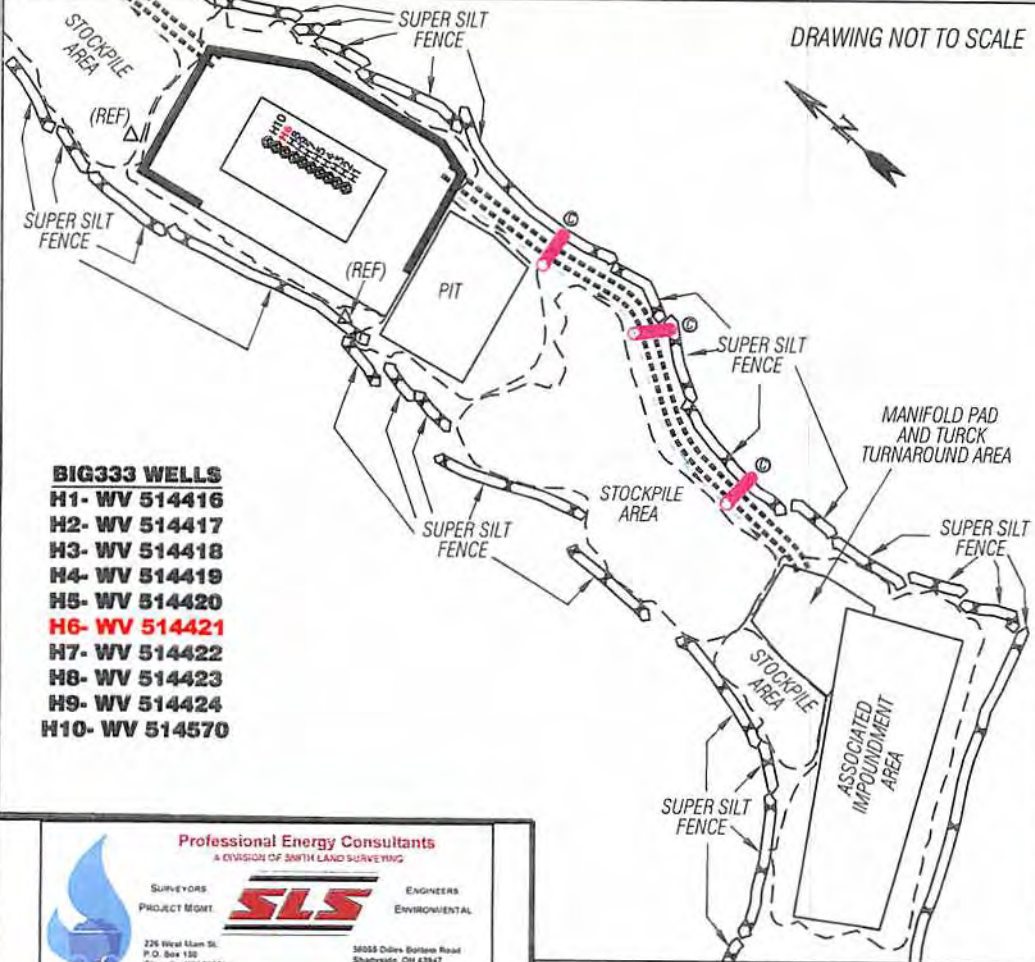 SUPER SILT
FENCE
DRAWING NOT TO SCALE
STOCKPILE
AREA
(REF)
N
H10
H6
SUPER SILT
FENCE
(REF)
PIT
C
C
SUPER SILT
FENCE
MANIFOLD PAD
AND TURCK
TURNAROUND AREA
BIG333 WELLS
H1- WV 514416
H2- WV 514417
H3- WV 514418
H4- WV 514419
H5- WV 514420
H6- WV 514421
H7- WV 514422
H8- WV 514423
H9- WV 514424
H10- WV 514570
STOCKPILE
AREA
SUPER SILT
FENCE
SUPER SILT
FENCE
STOCKPILE
AREA
ASSOCIATED
IMPOUNDMENT
AREA
SUPER SILT
FENCE
Professional Energy Consultants
A DIVISION OF SMITH LAND SURVEYING
SURVEYORS
PROJECT MGMT.
SLS
ENGINEERS
ENVIRONMENTAL
226 West Main St.
P.O. Box 150
Dilles Bottom Road
Shadyside, OH 43947